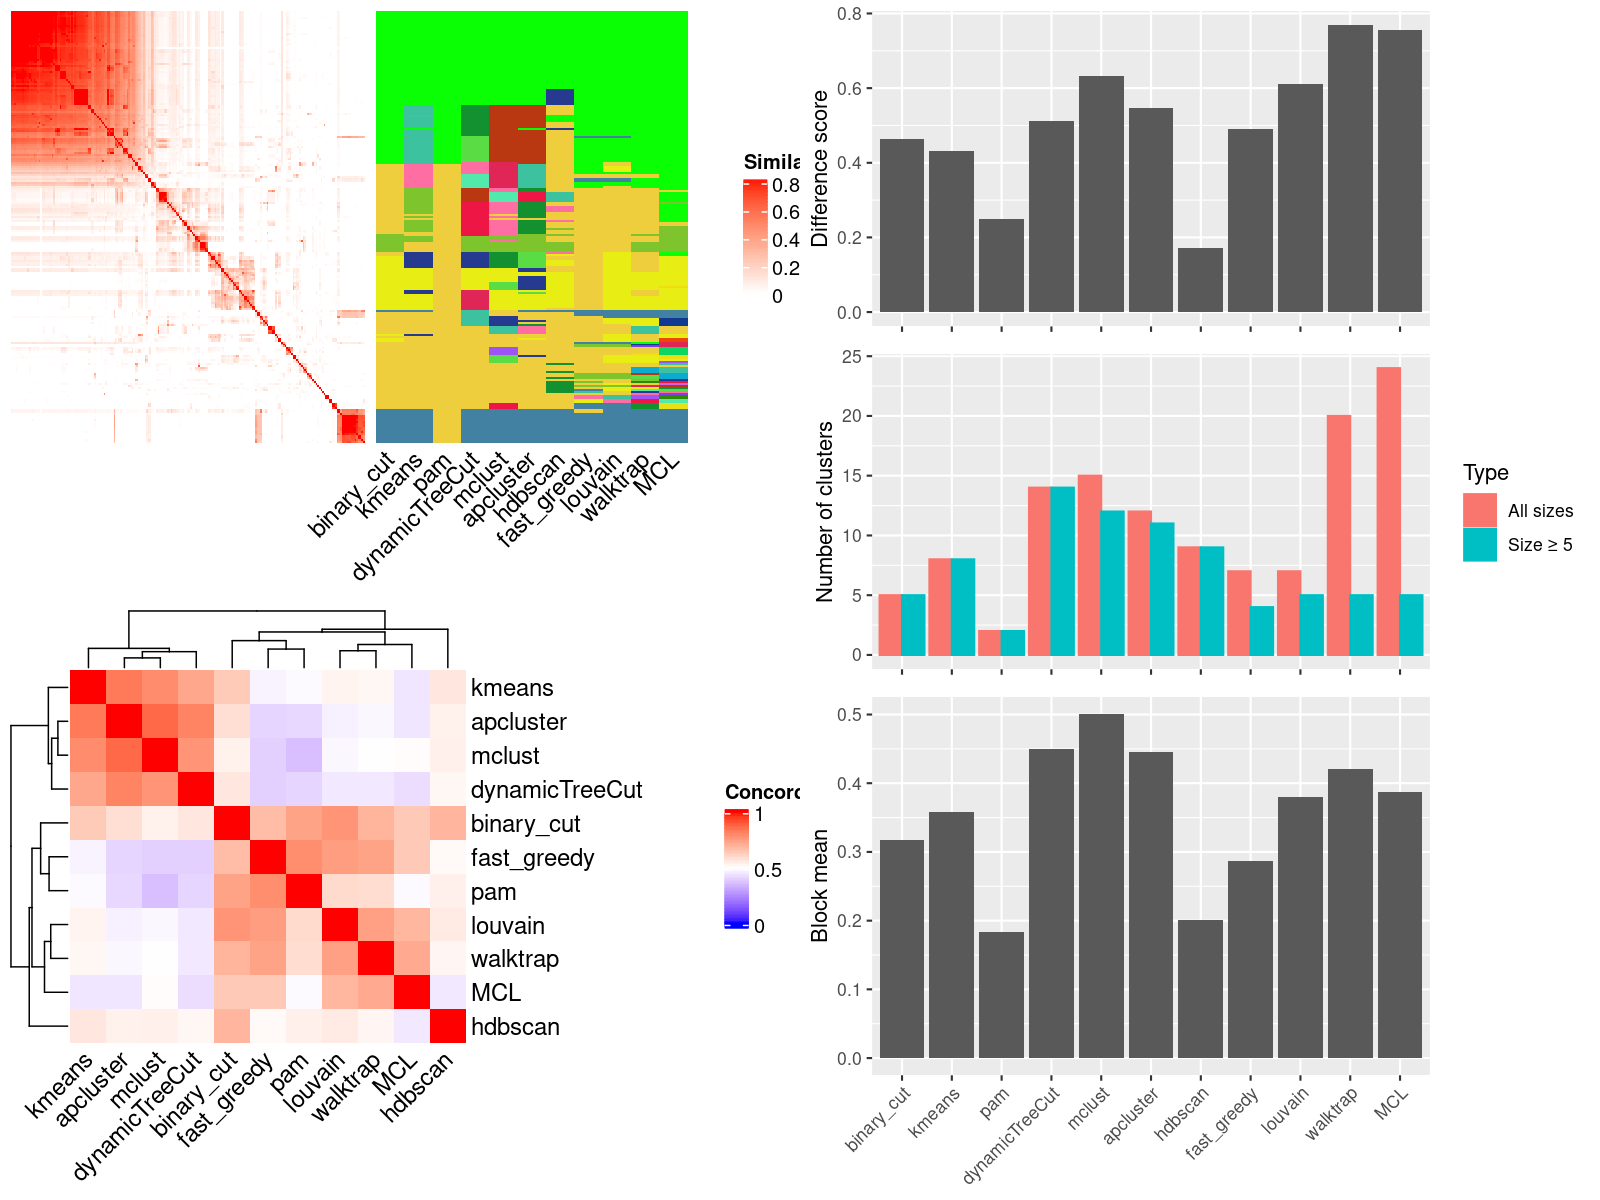 Simila
0.8
0.6
0.4
0.2
0
binary_cut
kmeans
pam
dynamicTreeCut
mclust
apcluster
hdbscan
fast_greedy
louvain
walktrap
MCL
kmeans
apcluster
mclust
dynamicTreeCut
binary_cut
fast_greedy
pam
louvain
walktrap
MCL
hdbscan
kmeans
apcluster
mclust
dynamicTreeCut
binary_cut
fast_greedy
pam
louvain
walktrap
MCL
hdbscan
Concord
1
0.5
0
Difference score
0.8
0.6
0.4
0.2
0.0
Number of clusters
25
20
15
10
5
0
Type
All sizes
Size ≥ 5
Block mean
0.5
0.4
0.3
0.2
0.1
0.0
binary_cut
kmeans
pam
dynamicTreeCut
mclust
apcluster
hdbscan
fast_greedy
louvain
walktrap
MCL